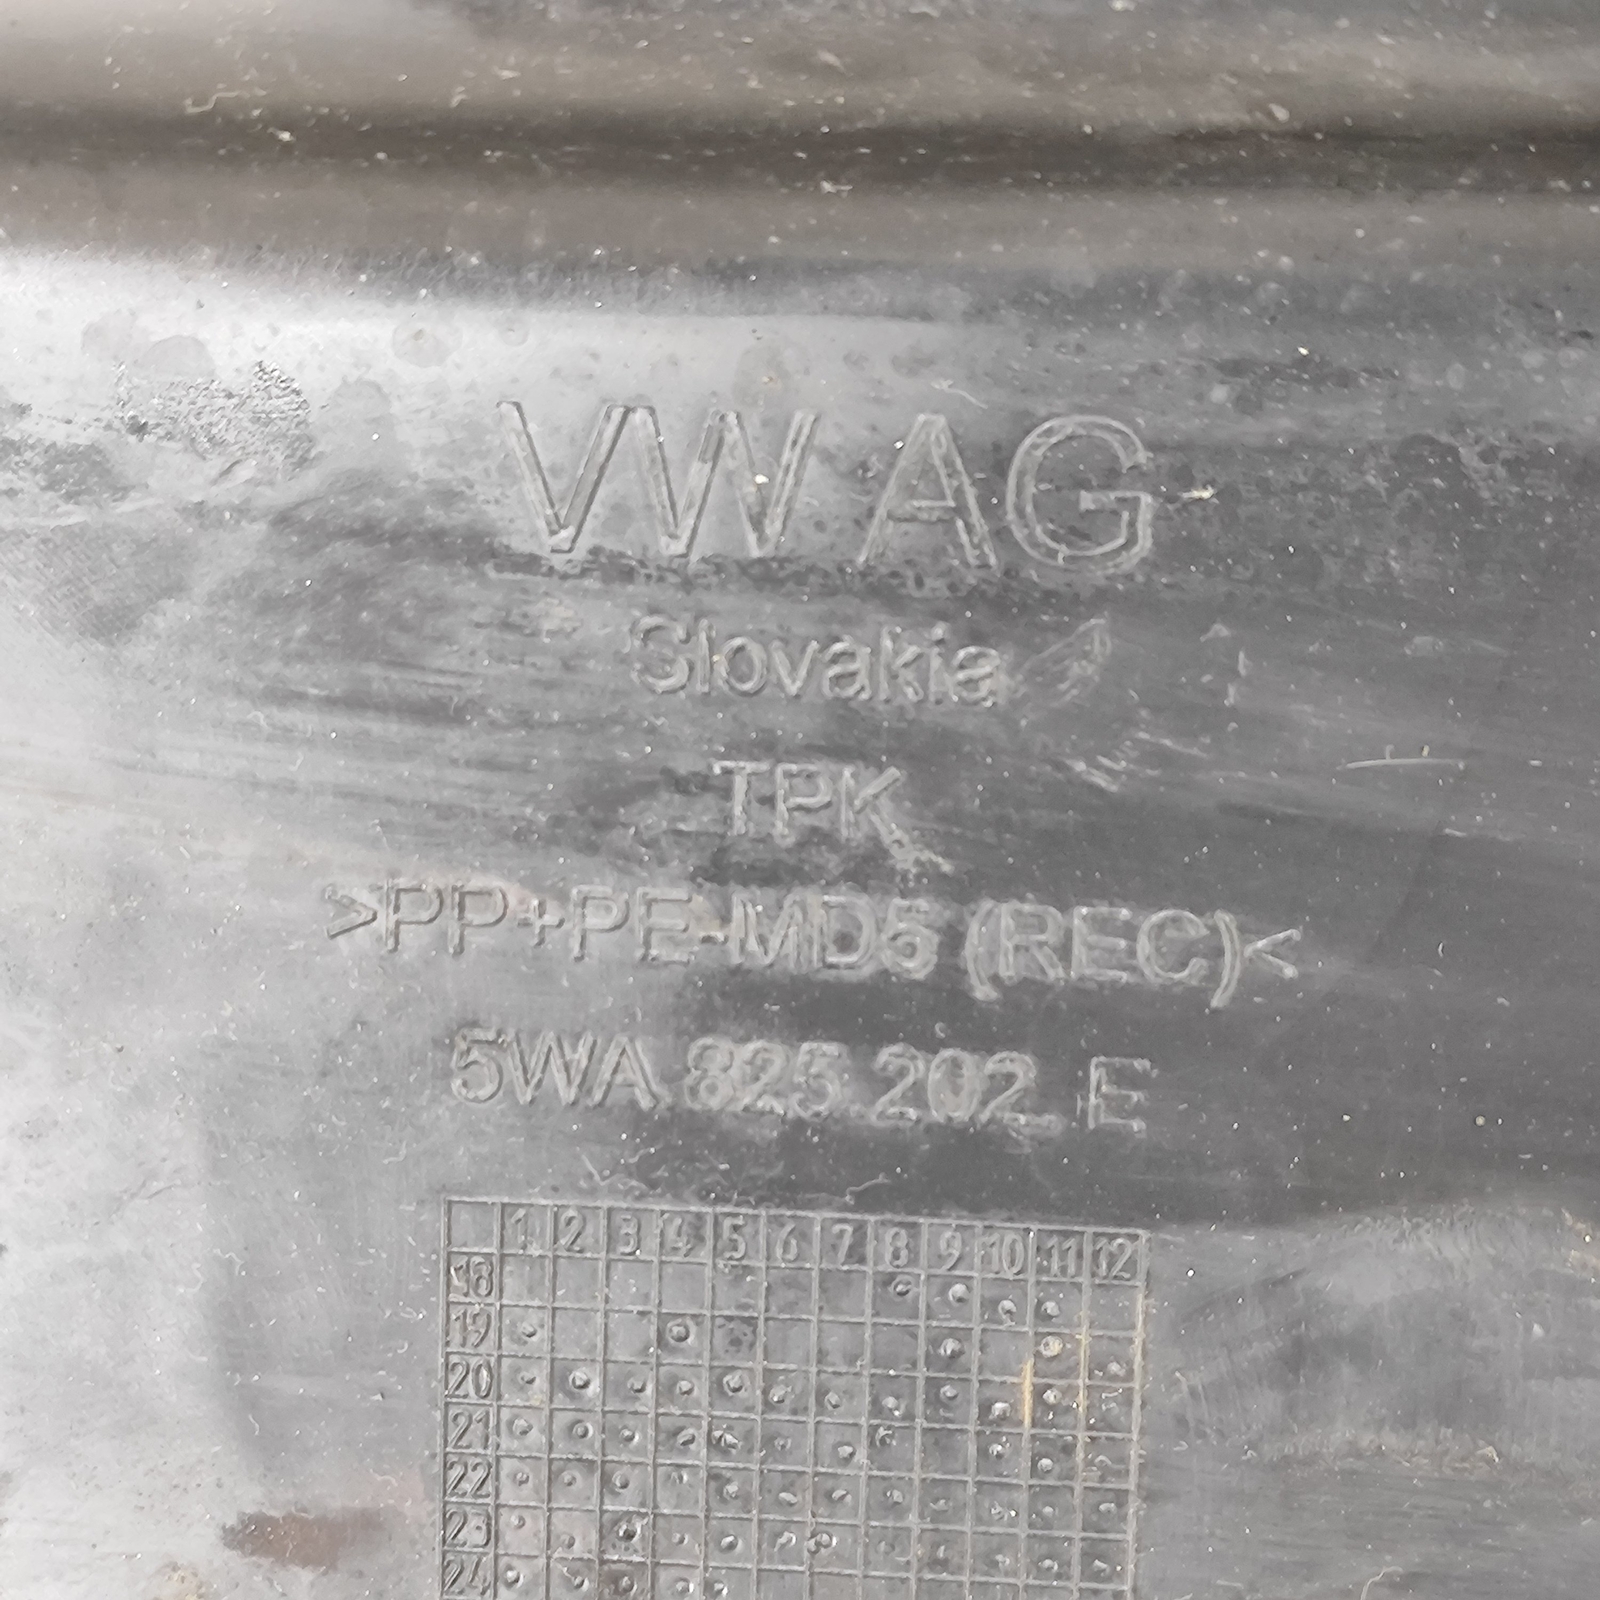 VW AG
Slovakia
TPK
>PP+PE-MD5 (REC)<
5WA.825.202.E
1 2 3 4 5 6 7 8 9 10 11 12
18
19
20
21
22
23
24